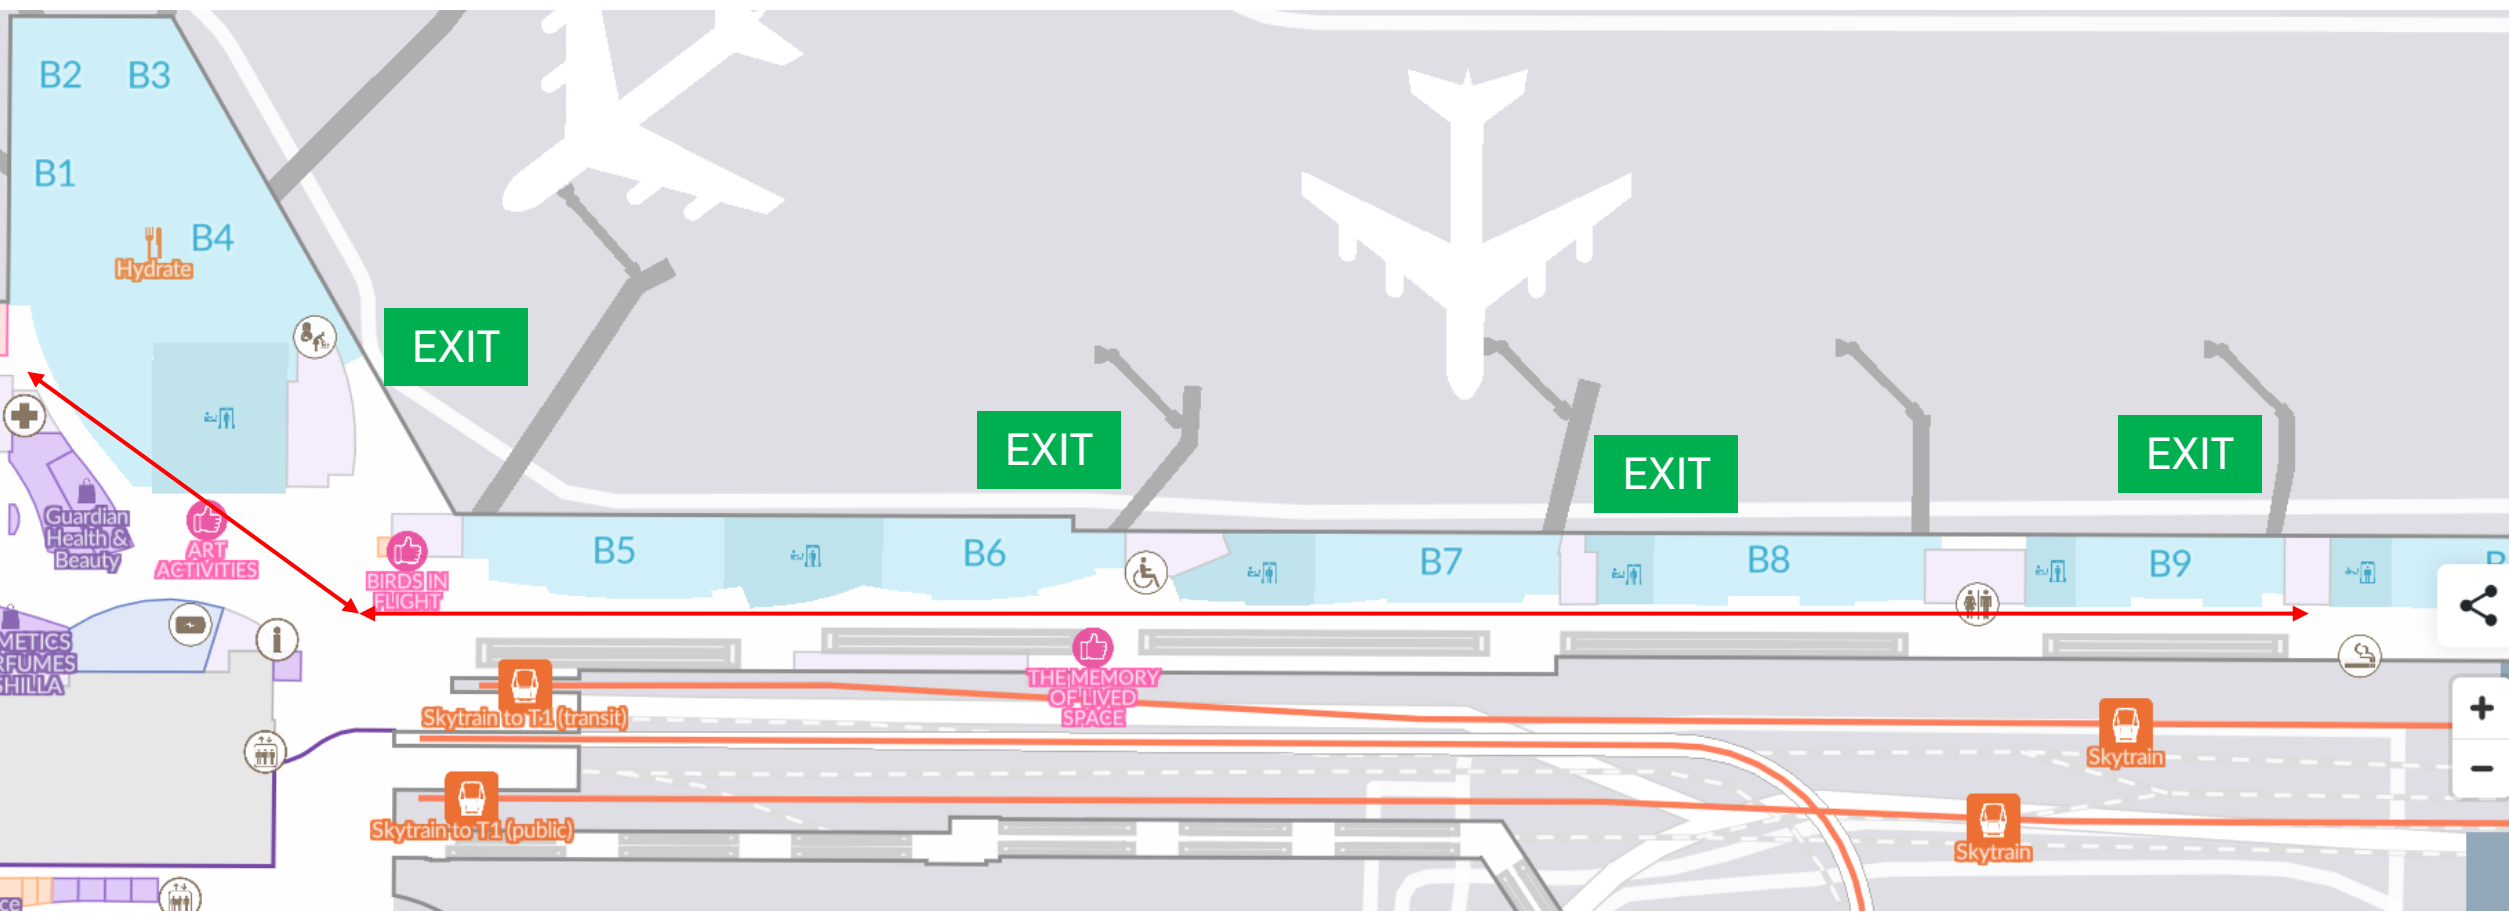 B2
B3
B1
B4
Hydrate
EXIT
EXIT
EXIT
EXIT
Guardian
Health &
Beauty
ART
ACTIVITIES
BIRDS IN
FLIGHT
B5
B6
B7
B8
B9
METICS
RFUMES
SHILLA
THE MEMORY
OF LIVED
SPACE
Skytrain to T1 (transit)
Skytrain
Skytrain to T1 (public)
Skytrain
+
−
ce